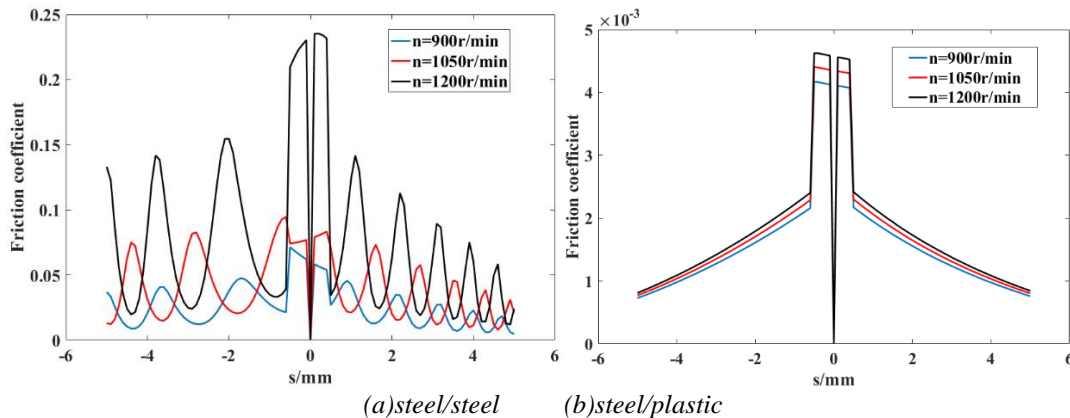 0.25
0.2
0.15
0.1
0.05
0
Friction coefficient
-6 -4 -2 0 2 4 6
s/mm
n=900r/min
n=1050r/min
n=1200r/min
×10⁻³
5
4
3
2
1
0
Friction coefficient
-6 -4 -2 0 2 4 6
s/mm
n=900r/min
n=1050r/min
n=1200r/min
(a)steel/steel (b)steel/plastic